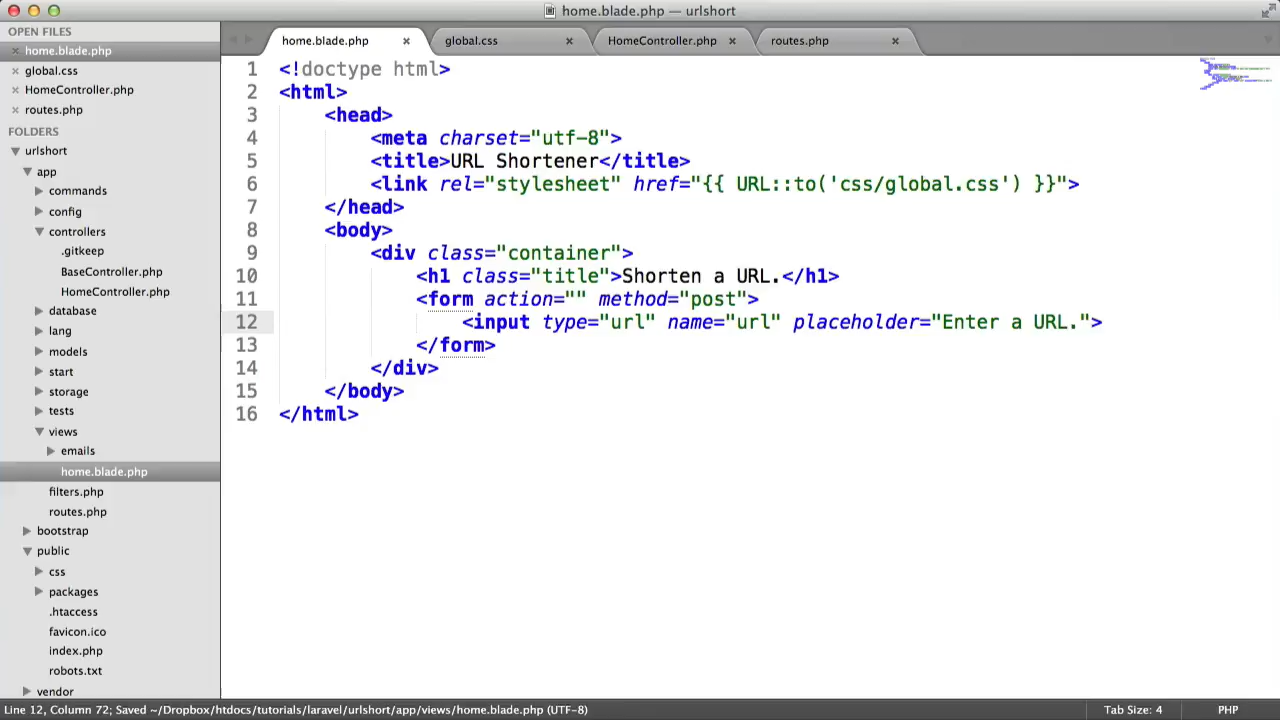 home.blade.php — urlshort
OPEN FILES
× home.blade.php
× global.css
× HomeController.php
× routes.php
FOLDERS
urlshort
app
commands
config
controllers
.gitkeep
BaseController.php
HomeController.php
database
lang
models
start
storage
tests
views
emails
home.blade.php
filters.php
routes.php
bootstrap
public
css
packages
.htaccess
favicon.ico
index.php
robots.txt
vendor
home.blade.php × global.css × HomeController.php × routes.php ×
1 <!doctype html>
2 <html>
3 <head>
4 <meta charset="utf-8">
5 <title>URL Shortener</title>
6 <link rel="stylesheet" href="{{ URL::to('css/global.css') }}">
7 </head>
8 <body>
9 <div class="container">
10 <h1 class="title">Shorten a URL.</h1>
11 <form action="" method="post">
12 <input type="url" name="url" placeholder="Enter a URL.">
13 </form>
14 </div>
15 </body>
16 </html>
Line 12, Column 72; Saved ~/Dropbox/htdocs/tutorials/laravel/urlshort/app/views/home.blade.php (UTF-8) Tab Size: 4 PHP